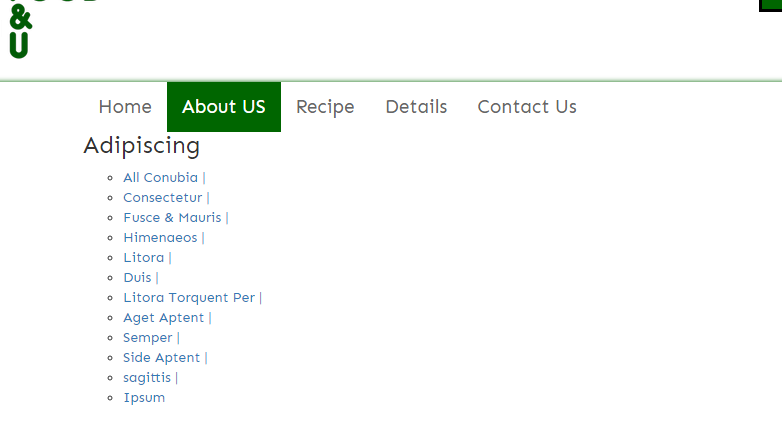 &
U
Home About US Recipe Details Contact Us
Adipiscing
All Conubia |
Consectetur |
Fusce & Mauris |
Himenaeos |
Litora |
Duis |
Litora Torquent Per |
Aget Aptent |
Semper |
Side Aptent |
sagittis |
Ipsum